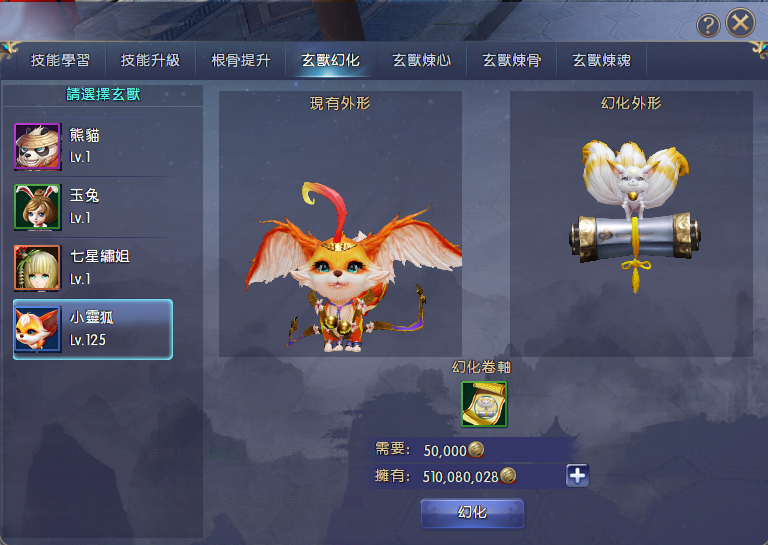 技能學習
技能升級
根骨提升
玄獸幻化
玄獸煉心
玄獸煉骨
玄獸煉魂
請選擇玄獸
現有外形
幻化外形
熊貓
Lv.1
玉兔
Lv.1
七星繡姐
Lv.1
小靈狐
Lv.125
幻化卷軸
需要: 50,000
擁有: 510,080,028
幻化